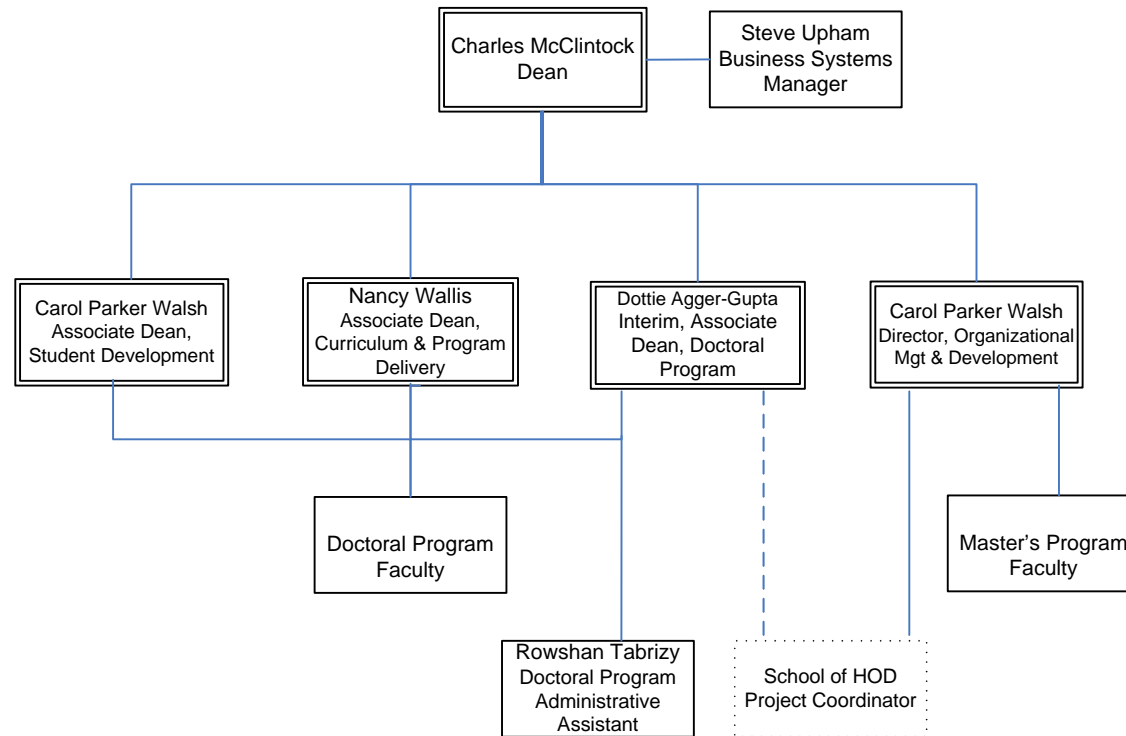 Charles McClintock
Dean
Steve Upham
Business Systems
Manager
Carol Parker Walsh
Associate Dean,
Student Development
Nancy Wallis
Associate Dean,
Curriculum & Program
Delivery
Dottie Agger-Gupta
Interim, Associate
Dean, Doctoral
Program
Carol Parker Walsh
Director, Organizational
Mgt & Development
Doctoral Program
Faculty
Master’s Program
Faculty
Rowshan Tabrizy
Doctoral Program
Administrative
Assistant
School of HOD
Project Coordinator